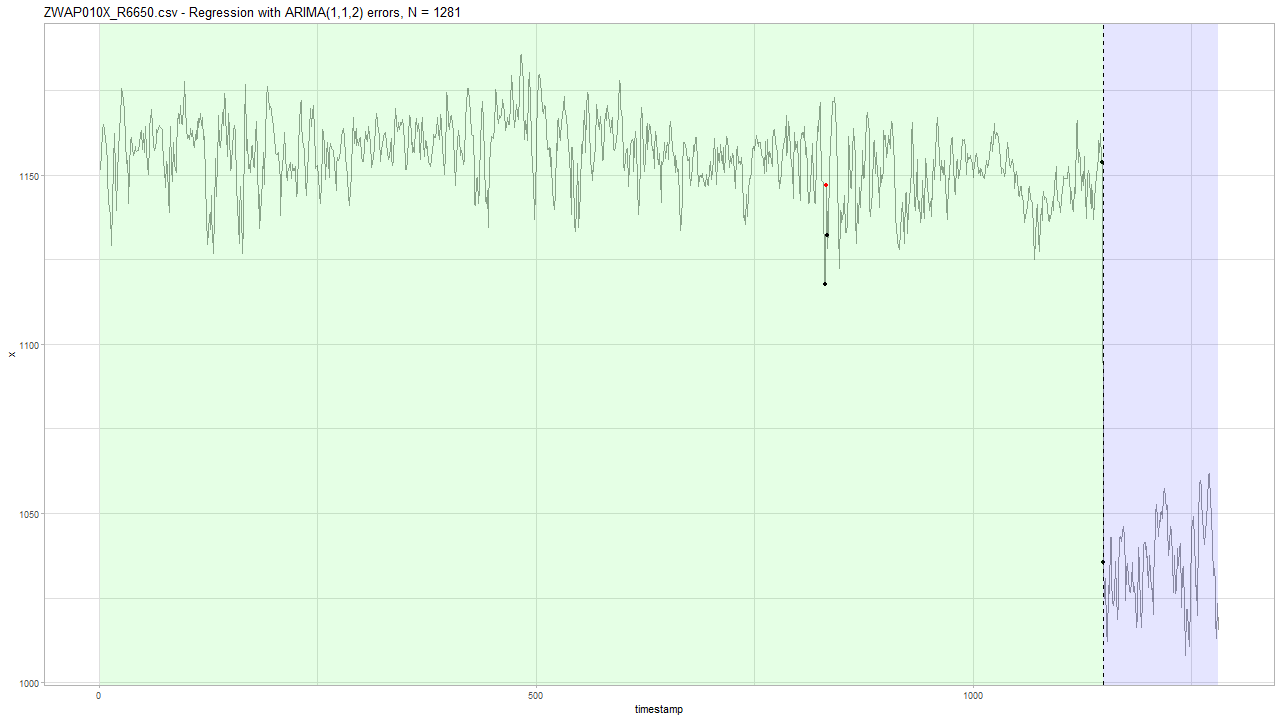 ZWAP010X_R6650.csv - Regression with ARIMA(1,1,2) errors, N = 1281
1150
1100
x
1050
1000
0
500
1000
timestamp